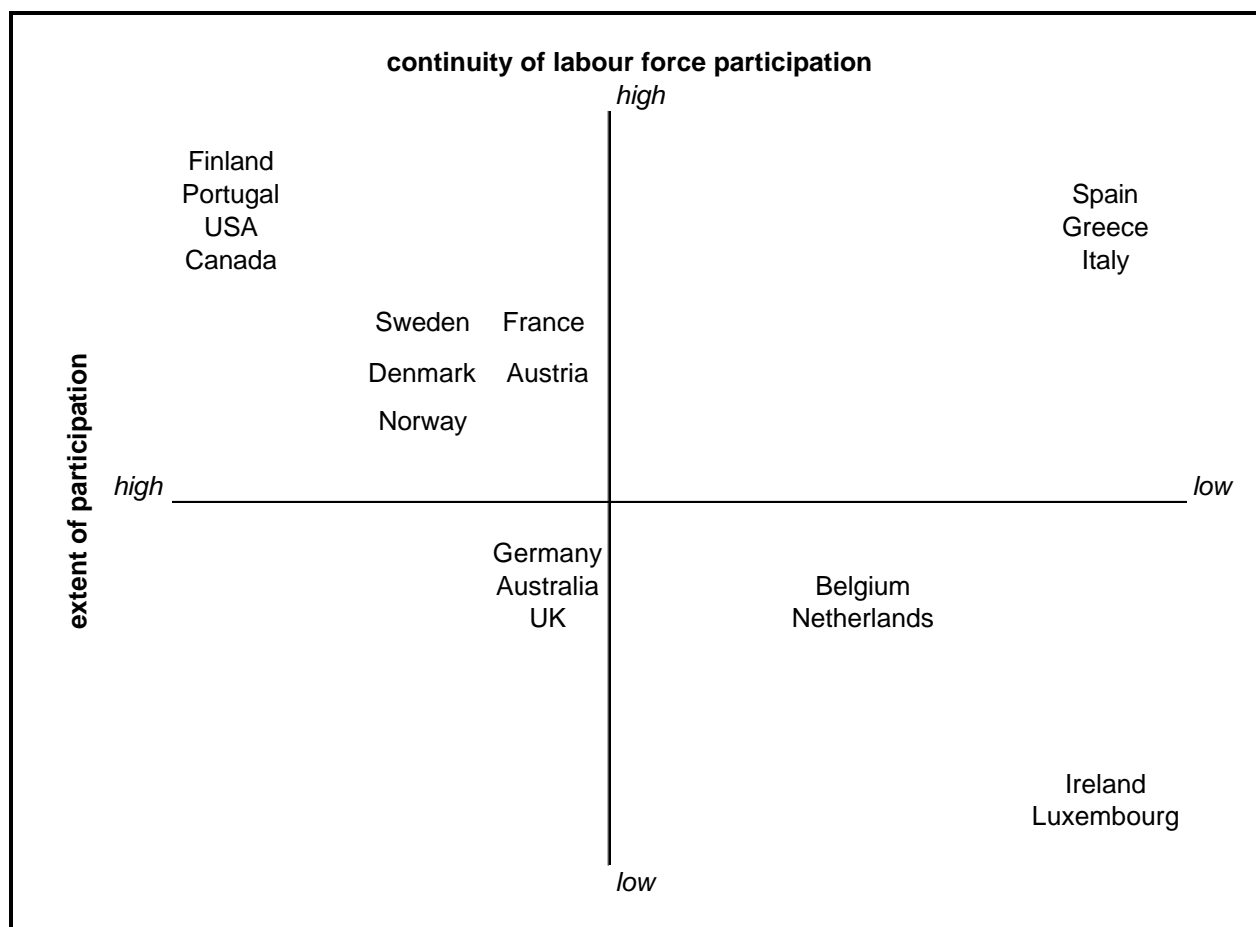 continuity of labour force participation
high
Finland
Portugal
USA
Canada
Spain
Greece
Italy
Sweden France
Denmark Austria
Norway
extent of participation
high
low
Germany
Australia
UK
Belgium
Netherlands
Ireland
Luxembourg
low